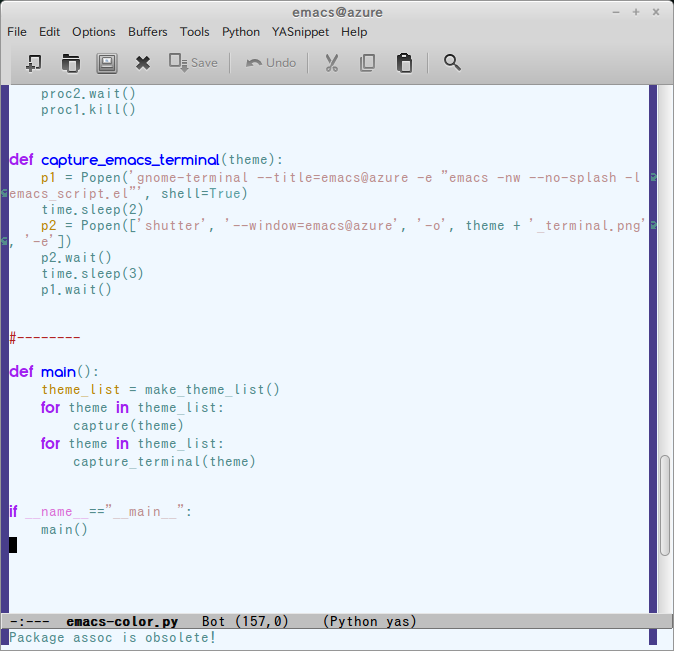 emacs@azure
File Edit Options Buffers Tools Python YASnippet Help
Save Undo
    proc2.wait()
    proc1.kill()
def capture_emacs_terminal(theme):
    p1 = Popen('gnome-terminal --title=emacs@azure -e "emacs -nw --no-splash -l
emacs_script.el"', shell=True)
    time.sleep(2)
    p2 = Popen(['shutter', '--window=emacs@azure', '-o', theme + '_terminal.png'
, '-e'])
    p2.wait()
    time.sleep(3)
    p1.wait()
#--------
def main():
    theme_list = make_theme_list()
    for theme in theme_list:
        capture(theme)
    for theme in theme_list:
        capture_terminal(theme)
if __name__=="__main__":
    main()
-:--- emacs-color.py Bot (157,0) (Python yas)
Package assoc is obsolete!